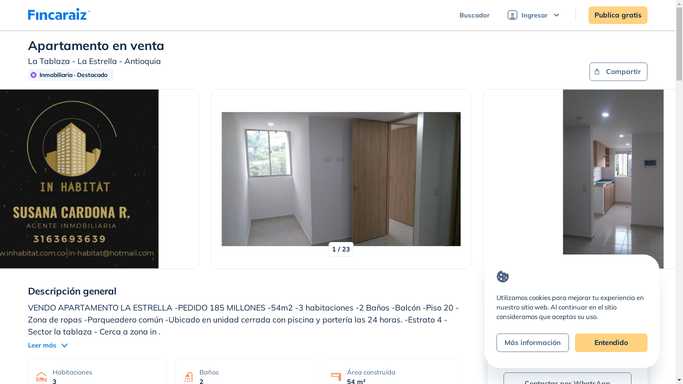 Fincaraiz
Buscador
Ingresar
Publica gratis
Apartamento en venta
La Tablaza - La Estrella - Antioquia
Inmobiliaria · Destacado
Compartir
IN HABITAT
SUSANA CARDONA R.
AGENTE INMOBILIARIA
3163693639
w.inhabitat.com.co
in-habitat@hotmail.com
1 / 23
Descripción general
VENDO APARTAMENTO LA ESTRELLA -PEDIDO 185 MILLONES -54m2 -3 habitaciones -2 Baños -Balcón -Piso 20 -
Zona de ropas -Parqueadero común -Ubicado en unidad cerrada con piscina y portería las 24 horas. -Estrato 4 -
Sector la tablaza - Cerca a zona in .
Leer más
Habitaciones
3
Baños
2
Área construida
54 m²
Utilizamos cookies para mejorar tu experiencia en
nuestro sitio web. Al continuar en el sitio
consideramos que aceptas su uso.
Más información
Entendido
Contactar por WhatsApp